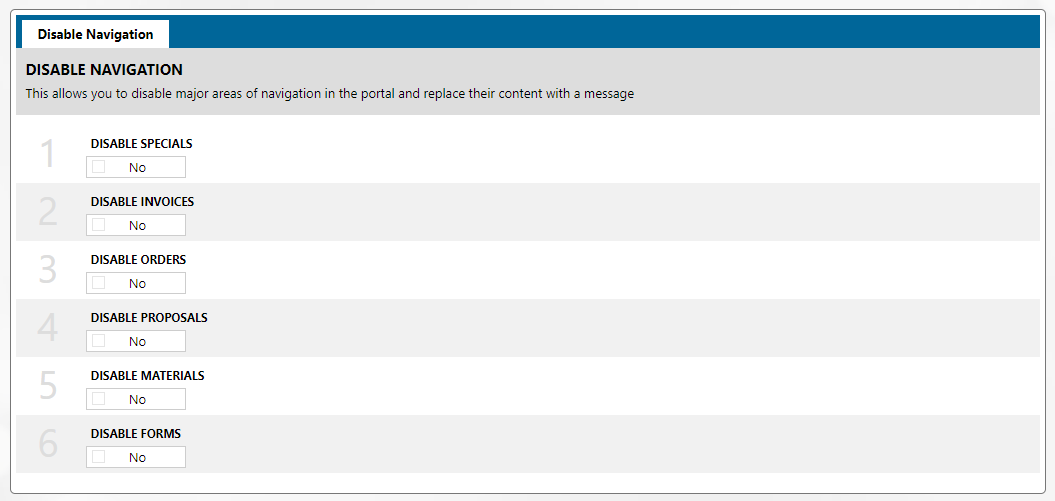 Disable Navigation
DISABLE NAVIGATION
This allows you to disable major areas of navigation in the portal and replace their content with a message
1
DISABLE SPECIALS
No
2
DISABLE INVOICES
No
3
DISABLE ORDERS
No
4
DISABLE PROPOSALS
No
5
DISABLE MATERIALS
No
6
DISABLE FORMS
No